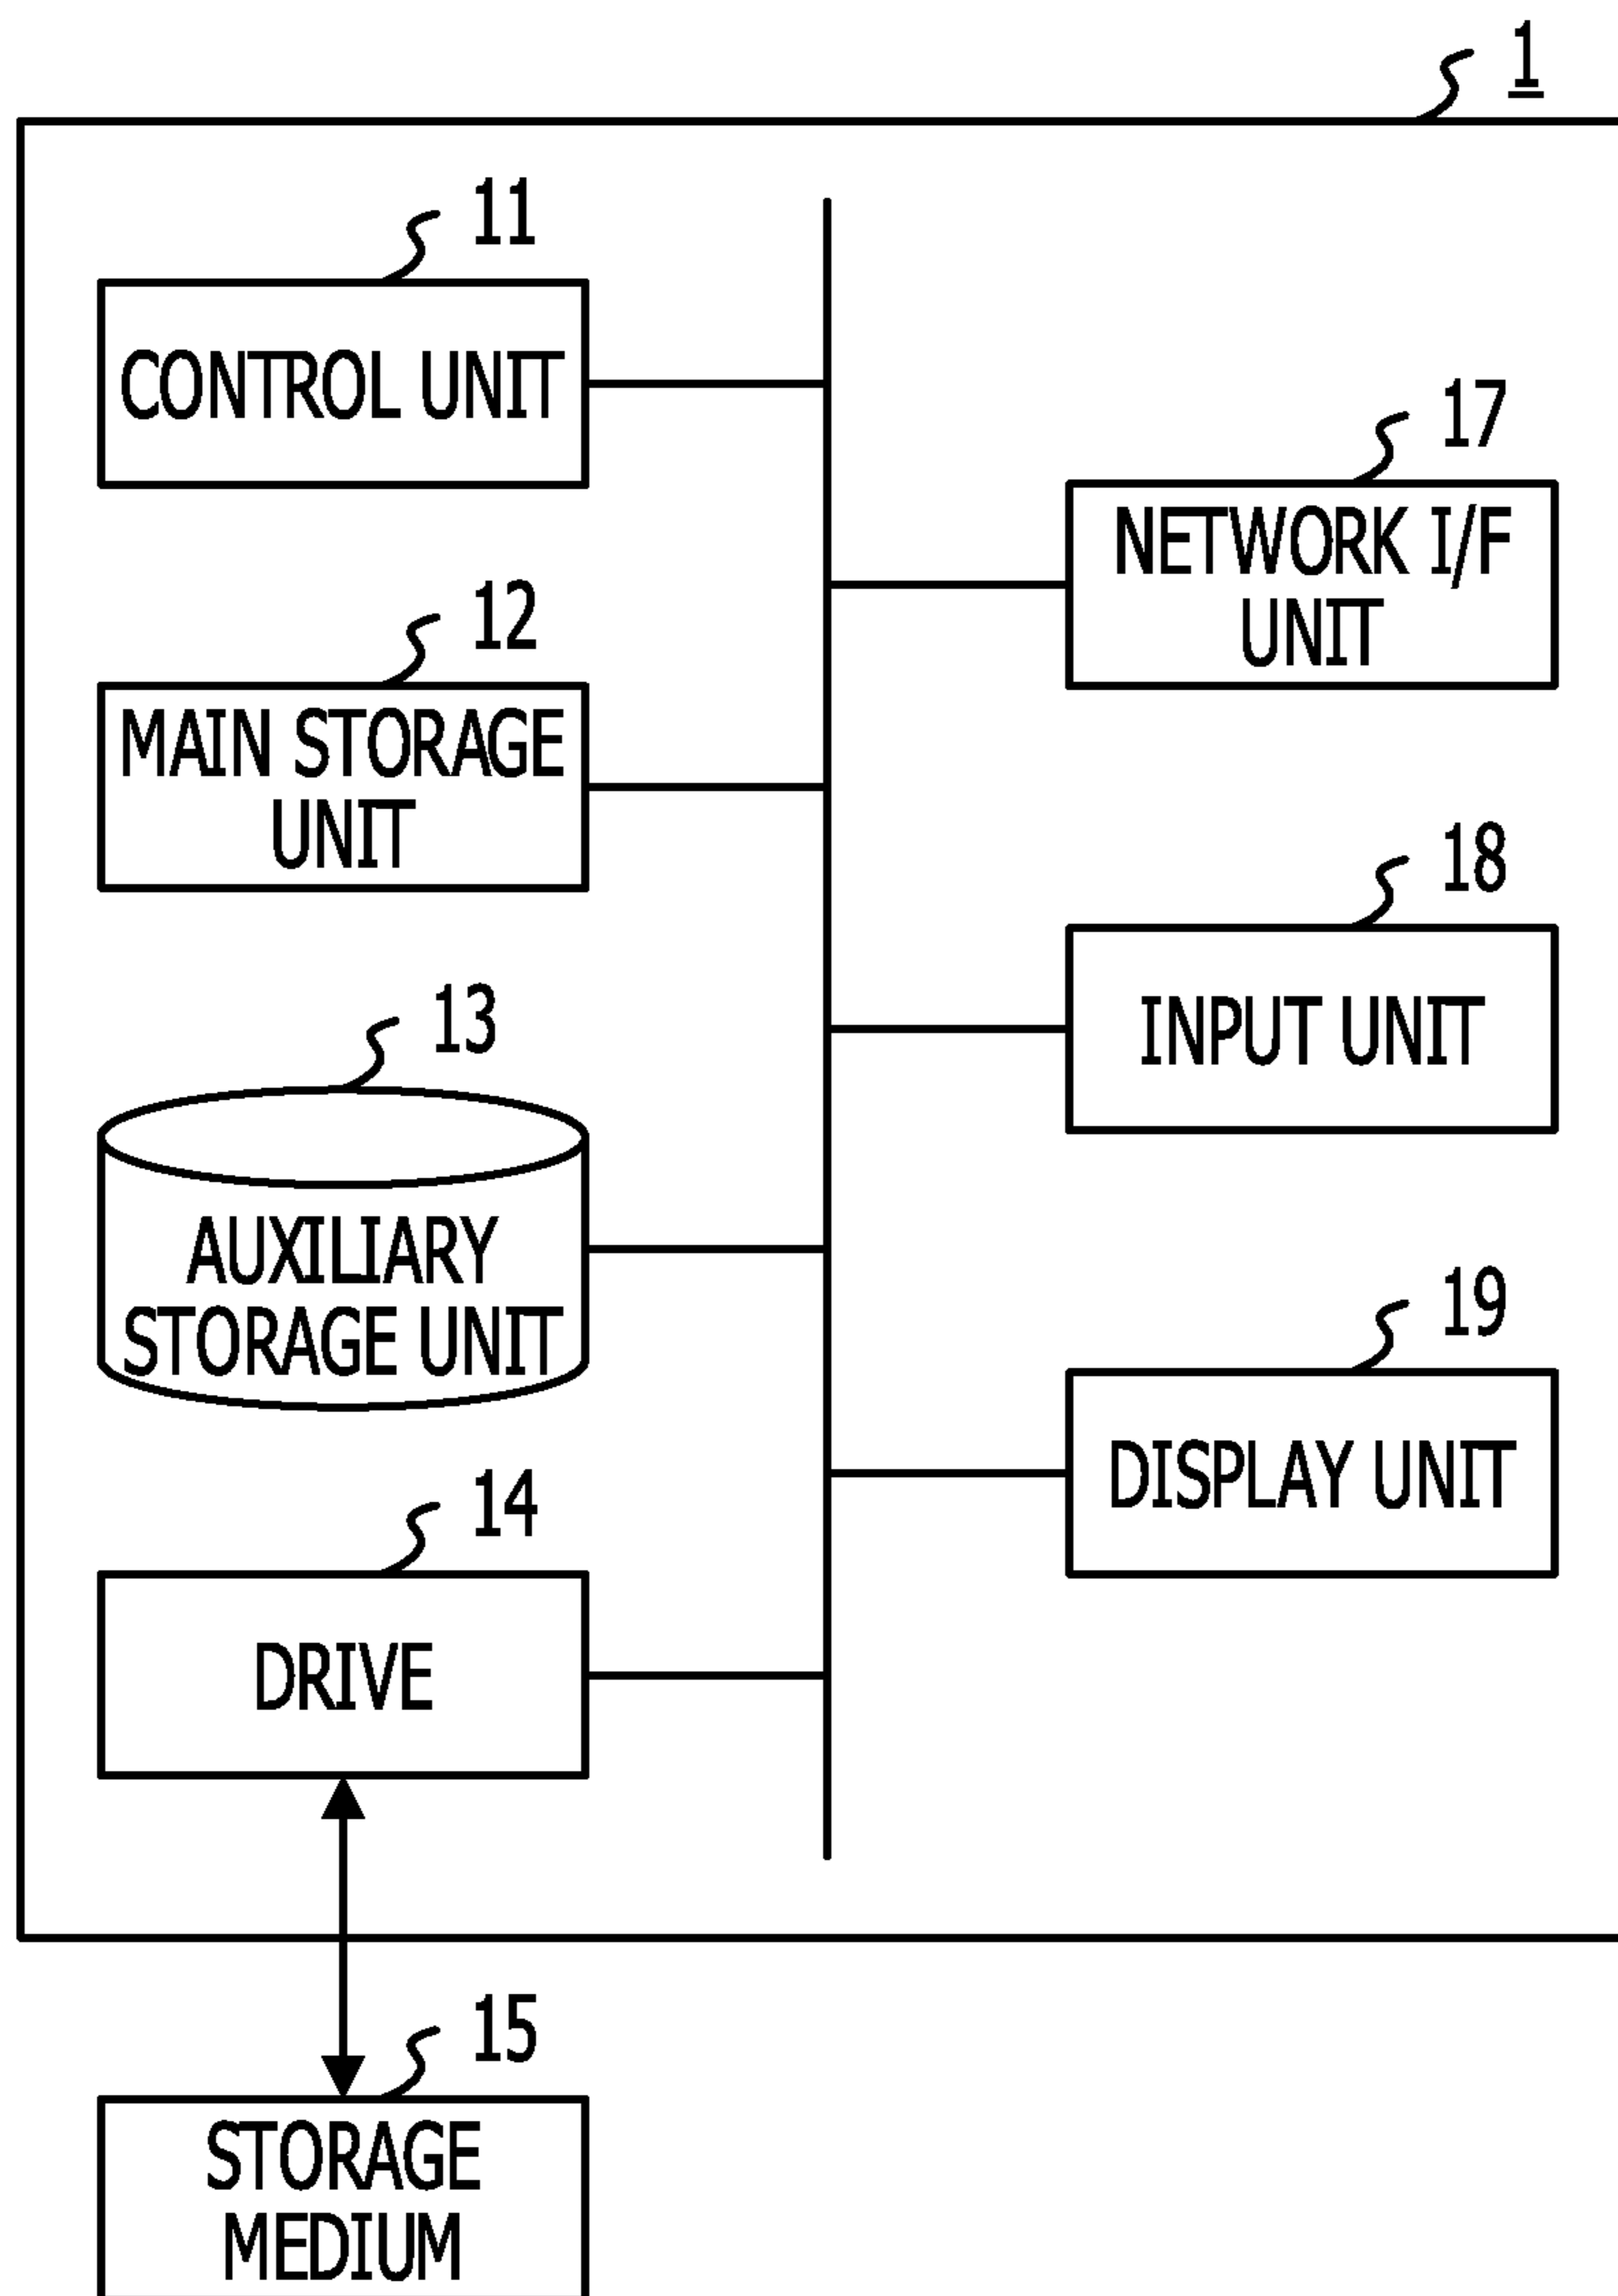 1
11
CONTROL UNIT
17
NETWORK I/F
UNIT
12
MAIN STORAGE
UNIT
18
INPUT UNIT
13
AUXILIARY
STORAGE UNIT
19
DISPLAY UNIT
14
DRIVE
15
STORAGE
MEDIUM